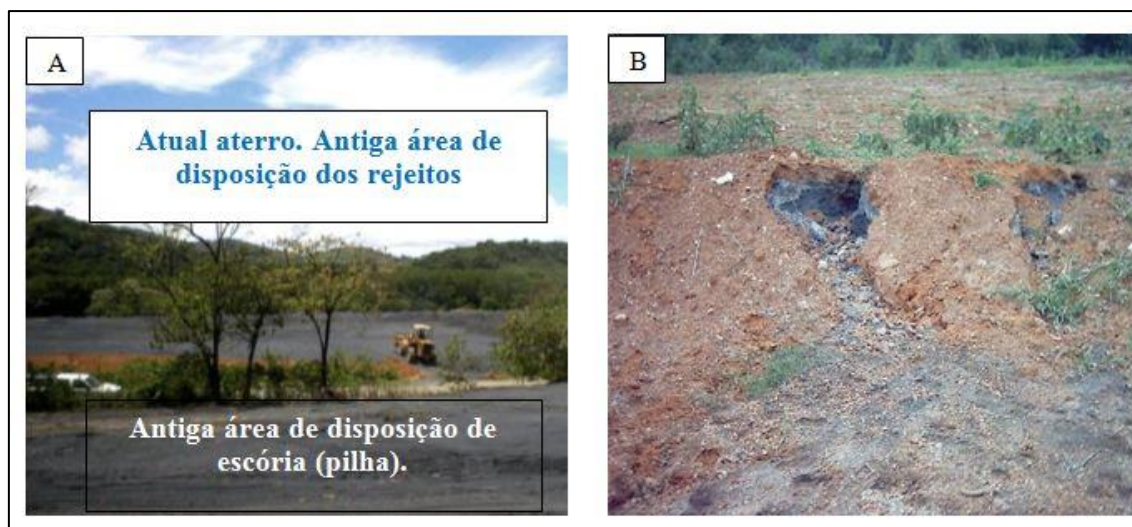 A
Atual aterro. Antiga área de
disposição dos rejeitos
Antiga área de disposição de
escória (pilha).
B